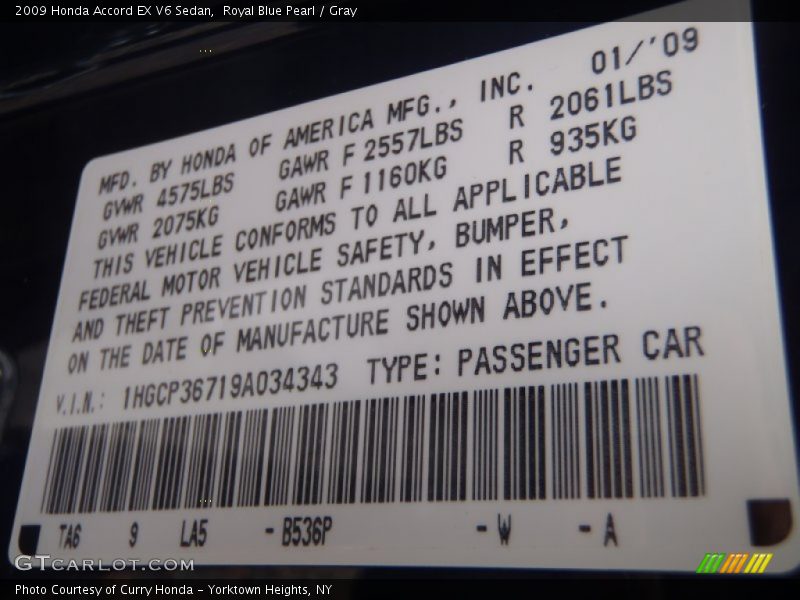 2009 Honda Accord EX V6 Sedan,  Royal Blue Pearl / Gray
MFD. BY HONDA OF AMERICA MFG., INC. 01/'09
GVWR 4575LBS GAWR F 2557LBS R 2061LBS
GVWR 2075KG GAWR F 1160KG R 935KG
THIS VEHICLE CONFORMS TO ALL APPLICABLE
FEDERAL MOTOR VEHICLE SAFETY, BUMPER,
AND THEFT PREVENTION STANDARDS IN EFFECT
ON THE DATE OF MANUFACTURE SHOWN ABOVE.
V.I.N.: 1HGCP36719A034343 TYPE: PASSENGER CAR
TA6 9 LA5 -B536P -W -A
GTCARLOT.COM
Photo Courtesy of Curry Honda - Yorktown Heights, NY